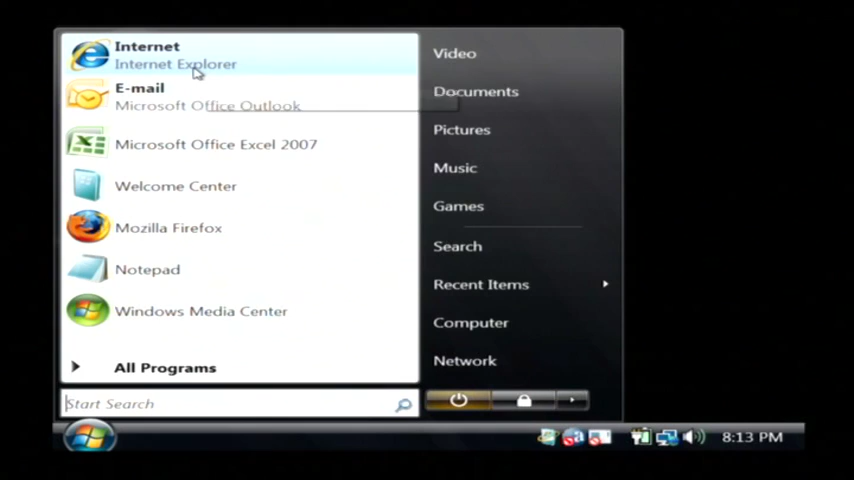 Internet
Internet Explorer
E-mail
Microsoft Office Outlook
Microsoft Office Excel 2007
Welcome Center
Mozilla Firefox
Notepad
Windows Media Center
All Programs
Start Search
Video
Documents
Pictures
Music
Games
Search
Recent Items
Computer
Network
8:13 PM